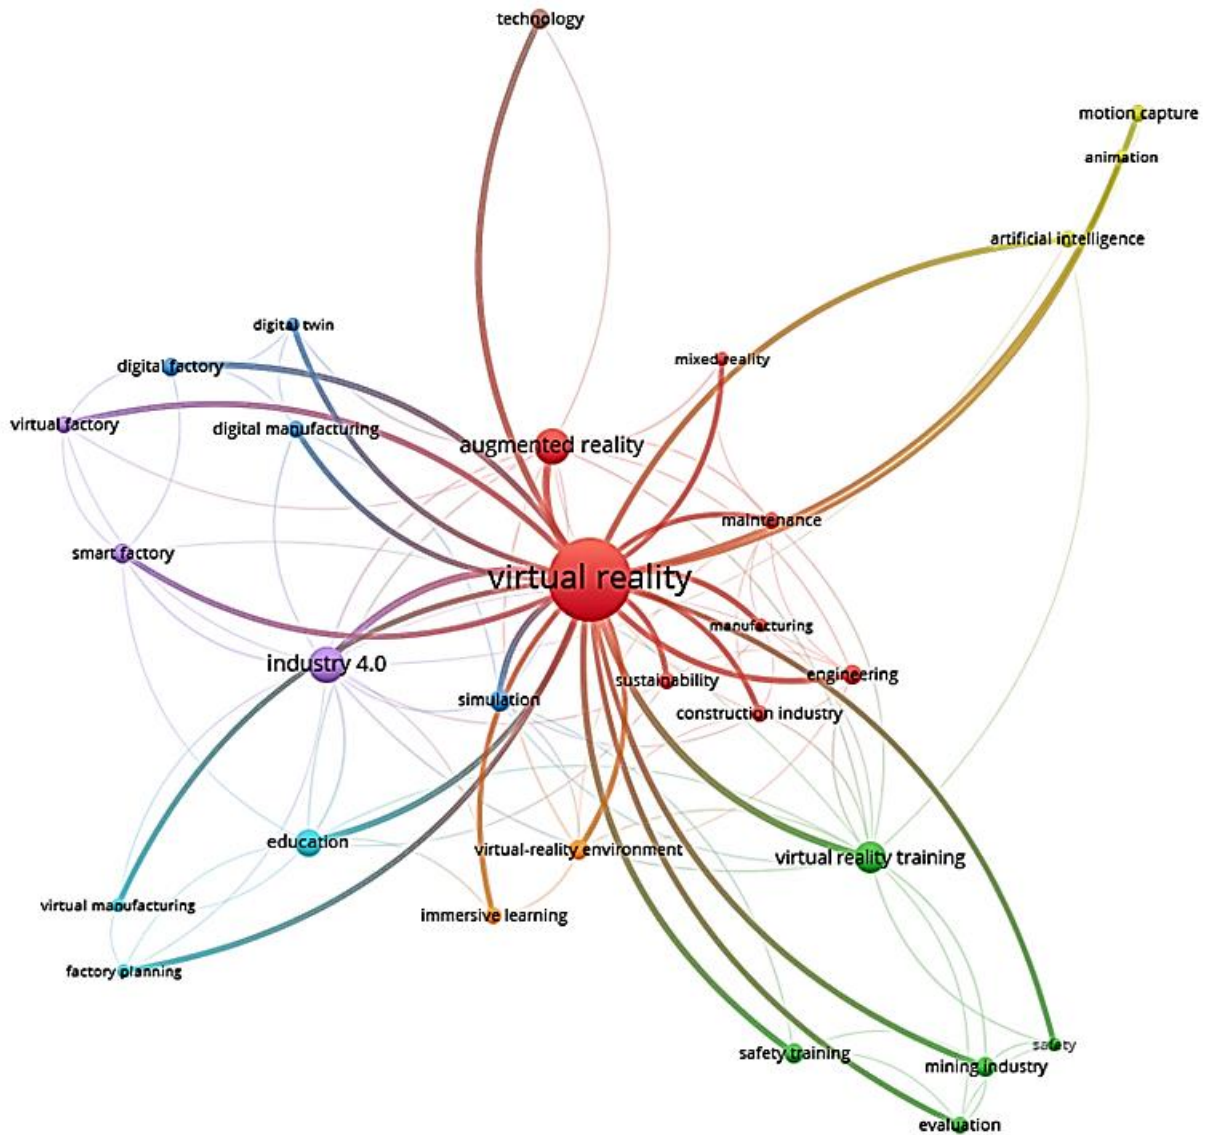 technology
motion capture
animation
artificial intelligence
digital twin
mixed reality
digital factory
virtual factory
digital manufacturing
augmented reality
maintenance
smart factory
virtual reality
manufacturing
industry 4.0
engineering
sustainability
simulation
construction industry
education
virtual-reality environment
virtual reality training
virtual manufacturing
immersive learning
factory planning
safety
safety training
mining industry
evaluation